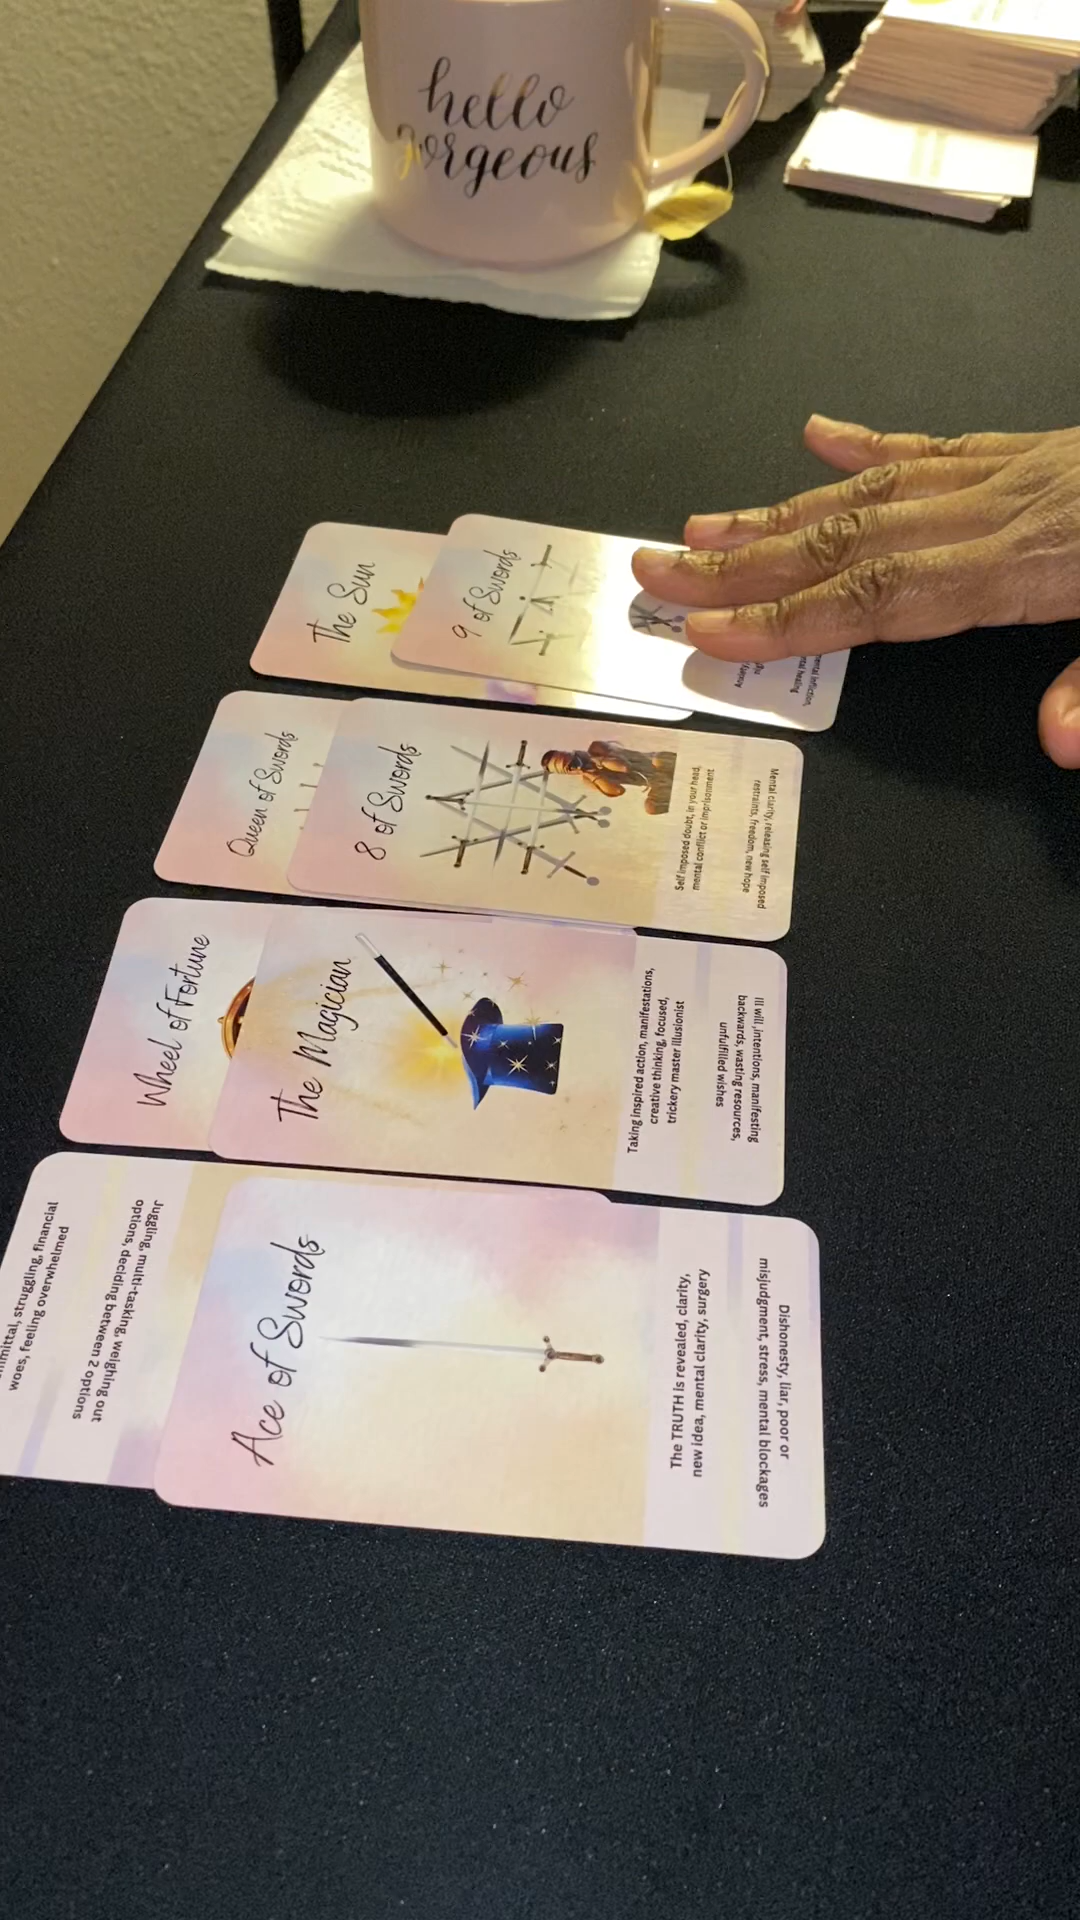 hello
gorgeous
The Sun
9 of Swords
Queen of Swords
8 of Swords
Self imposed doubt, in your head,
mental conflict or imprisonment
Mental clarity, releasing self imposed
restraints, freedom, new hope
Wheel of Fortune
The Magician
Taking inspired action, manifestations,
creative thinking, focused,
trickery master illusionist
Ill will ,intentions, manifesting
backwards, wasting resources,
unfulfilled wishes
Juggling, multi-tasking, weighing out
options, deciding between 2 options
struggling, financial
woes, feeling overwhelmed
Ace of Swords
The TRUTH is revealed, clarity,
new idea, mental clarity, surgery
Dishonesty, liar, poor or
misjudgment, stress, mental blockages